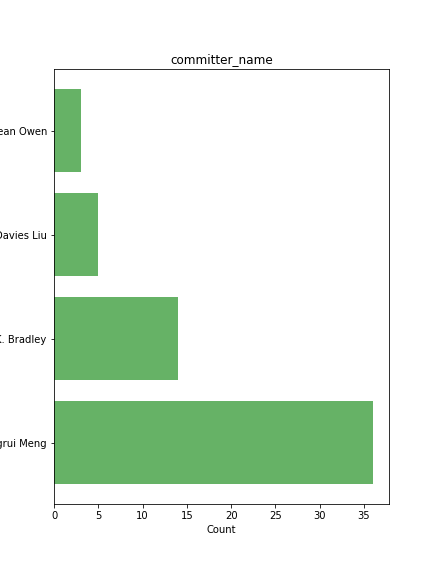 committer_name
ean Owen
Davies Liu
K. Bradley
grui Meng
0 5 10 15 20 25 30 35
Count